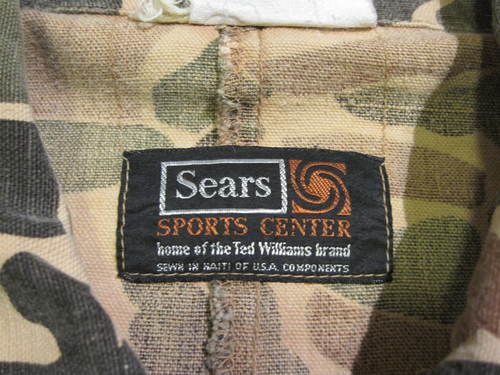 Sears
SPORTS CENTER
home of the Ted Williams brand
SEWN IN HAITI OF U.S.A. COMPONENTS